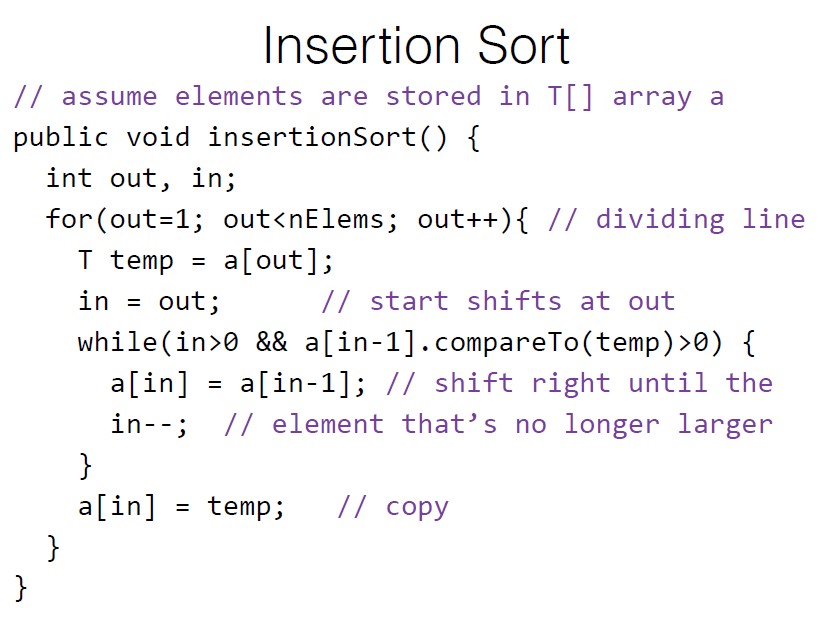 Insertion Sort
// assume elements are stored in T[] array a
public void insertionSort() {
int out, in;
for(out=1; out<nElems; out++){ // dividing line
T temp = a[out];
in = out; // start shifts at out
while(in>0 && a[in-1].compareTo(temp)>0) {
a[in] = a[in-1]; // shift right until the
in--; // element that’s no longer larger
}
a[in] = temp; // copy
}
}